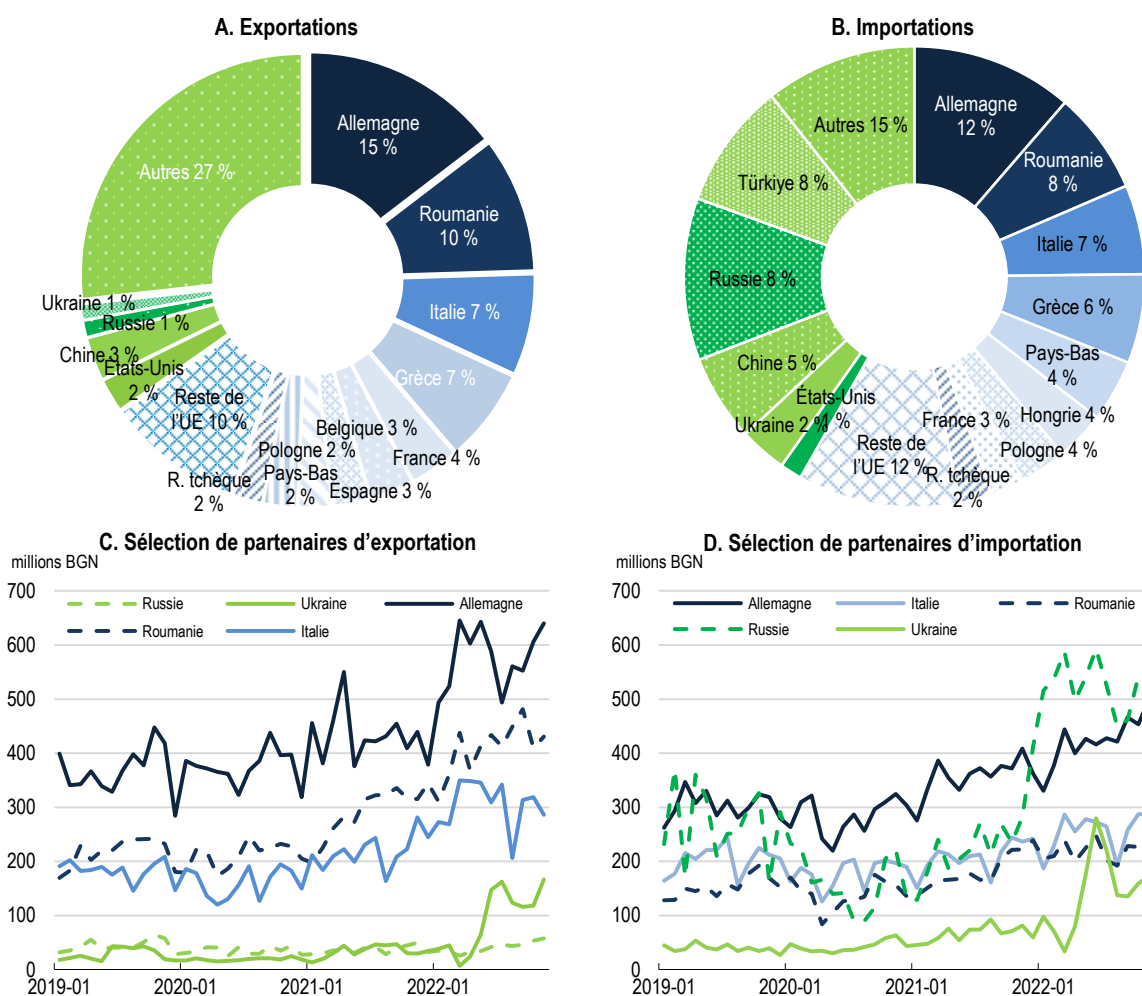 A. Exportations
Allemagne
15 %
Roumanie
10 %
Italie 7 %
Grèce 7 %
France 4 %
Belgique 3 %
Espagne 3 %
Pologne 2 %
Pays-Bas
2 %
R. tchèque
2 %
Reste de
l'UE 10 %
États-Unis
2 %
Chine 3 %
Russie 1 %
Ukraine 1 %
Autres 27 %
B. Importations
Allemagne
12 %
Roumanie
8 %
Italie 7 %
Grèce 6 %
Pays-Bas
4 %
Hongrie 4 %
Pologne 4 %
France 3 %
R. tchèque
2 %
Reste de
l'UE 12 %
États-Unis
1 %
Ukraine 2 %
Chine 5 %
Russie 8 %
Türkiye 8 %
Autres 15 %
C. Sélection de partenaires d'exportation
millions BGN
700
600
500
400
300
200
100
0
Russie
Ukraine
Allemagne
Roumanie
Italie
2019-01
2020-01
2021-01
2022-01
D. Sélection de partenaires d'importation
millions BGN
700
600
500
400
300
200
100
0
Allemagne
Italie
Roumanie
Russie
Ukraine
2019-01
2020-01
2021-01
2022-01